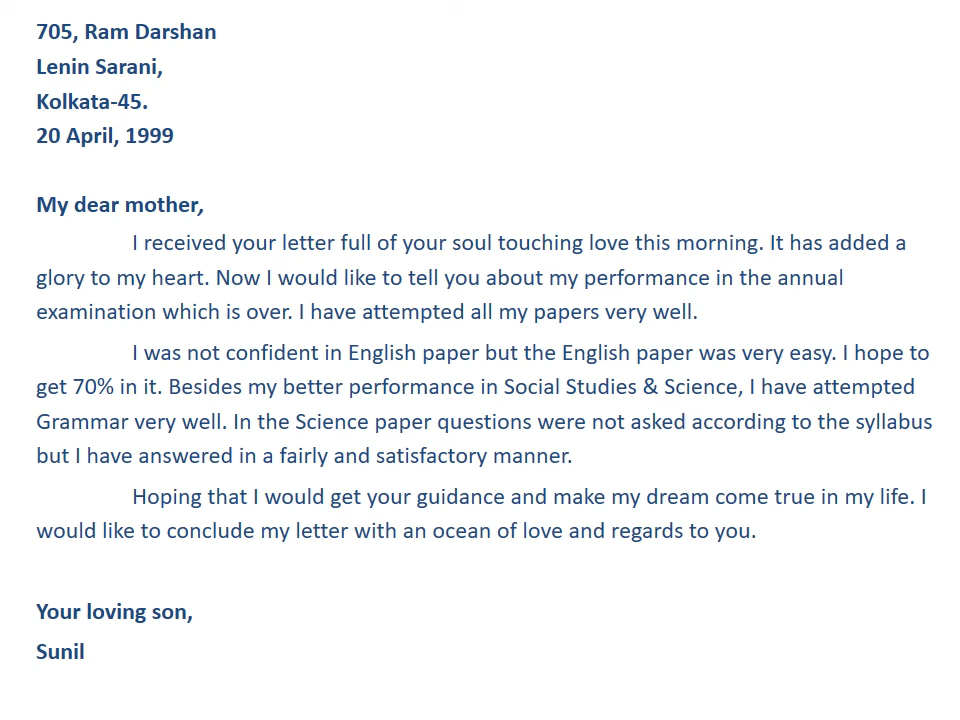 705, Ram Darshan
Lenin Sarani,
Kolkata-45.
20 April, 1999
My dear mother,
I received your letter full of your soul touching love this morning. It has added a
glory to my heart. Now I would like to tell you about my performance in the annual
examination which is over. I have attempted all my papers very well.
I was not confident in English paper but the English paper was very easy. I hope to
get 70% in it. Besides my better performance in Social Studies & Science, I have attempted
Grammar very well. In the Science paper questions were not asked according to the syllabus
but I have answered in a fairly and satisfactory manner.
Hoping that I would get your guidance and make my dream come true in my life. I
would like to conclude my letter with an ocean of love and regards to you.
Your loving son,
Sunil